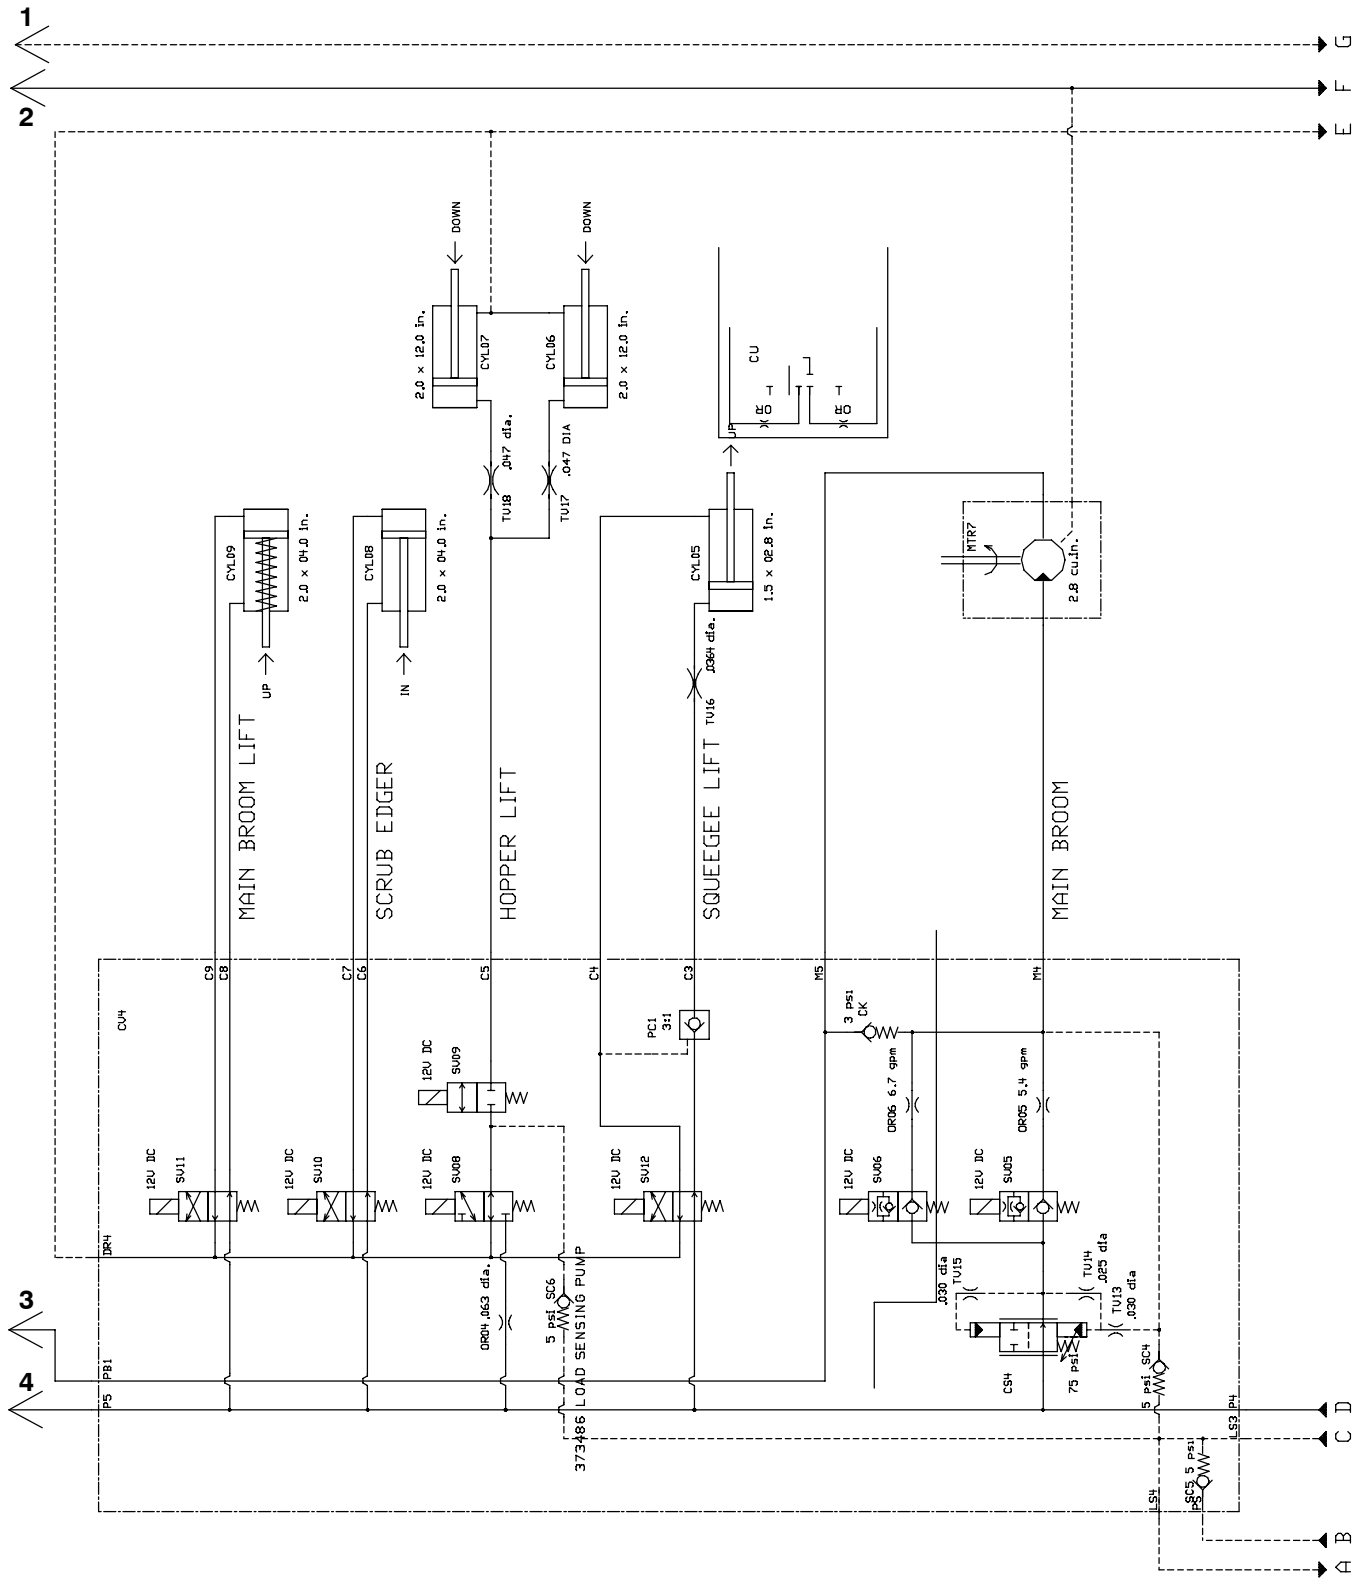 1
G
F
2
E
DOWN
DOWN
2.0 x 12.0 in.
CYL07
CYL06
2.0 x 12.0 in.
CU
OR
OR
.047 dia.
.047 DIA
TV18
TV17
UP
CYL09
2.0 x 04.0 in.
CYL08
2.0 x 04.0 in.
CYL05
1.5 x 02.8 in.
MTR7
2.8 cu.in.
UP
IN
.0364 dia.
TV16
MAIN BROOM LIFT
SCRUB EDGER
HOPPER LIFT
SQUEEGEE LIFT
MAIN BROOM
C9
C8
C7
C6
C5
C4
C3
M5
M4
CV4
PC1
3:1
3 psi
CK
12V DC
SV09
OR06 6.7 gpm
OR05 5.4 gpm
12V DC
SV11
12V DC
SV10
12V DC
SV08
12V DC
SV12
12V DC
SV06
12V DC
SV05
DR4
OR04 .063 dia.
5 psi SC6
373486 LOAD SENSING PUMP
.030 dia
TV15
TV14
.025 dia
TV13
.030 dia
3
PB1
CS4
75 psi
5 psi SC4
4
P5
LS3 P4
D
C
SC5 5 psi
LS4
PS
B
A